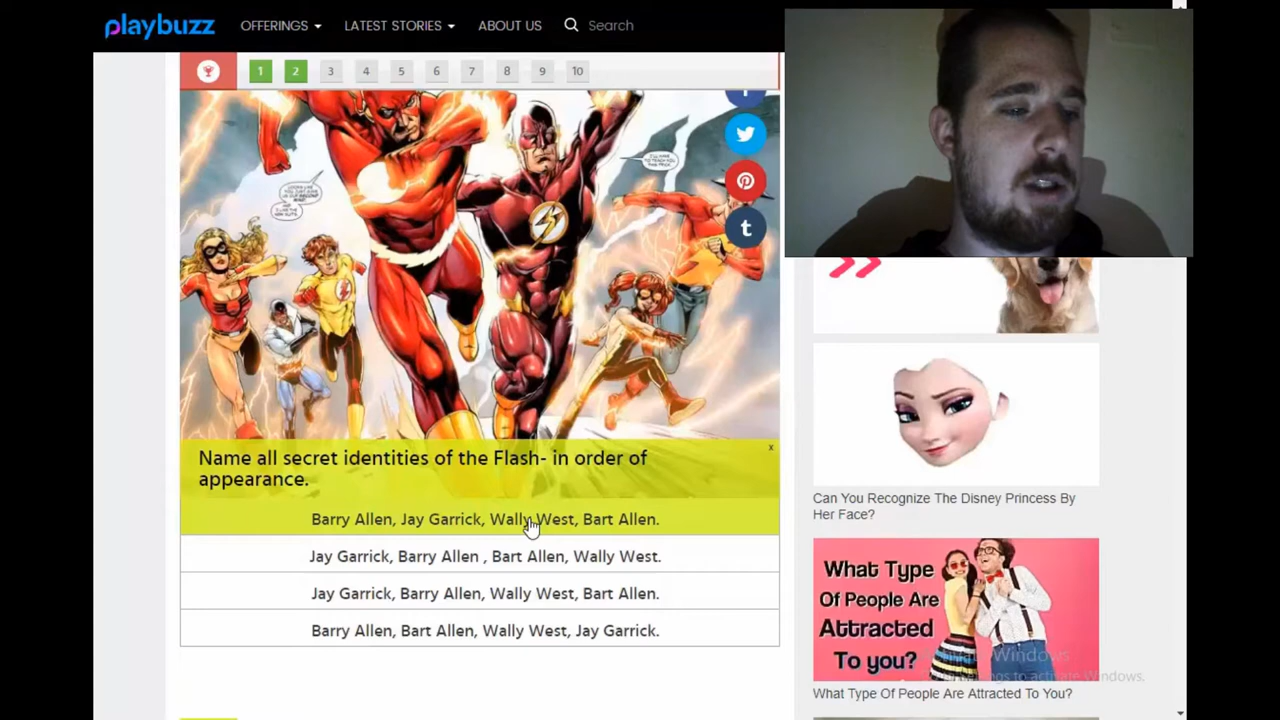 playbuzz OFFERINGS LATEST STORIES ABOUT US Search
1 2 3 4 5 6 7 8 9 10
Name all secret identities of the Flash- in order of
appearance.
x
Barry Allen, Jay Garrick, Wally West, Bart Allen.
Jay Garrick, Barry Allen , Bart Allen, Wally West.
Jay Garrick, Barry Allen, Wally West, Bart Allen.
Barry Allen, Bart Allen, Wally West, Jay Garrick.
Can You Recognize The Disney Princess By
Her Face?
What Type
Of People Are
Attracted
To you?
What Type Of People Are Attracted To You?